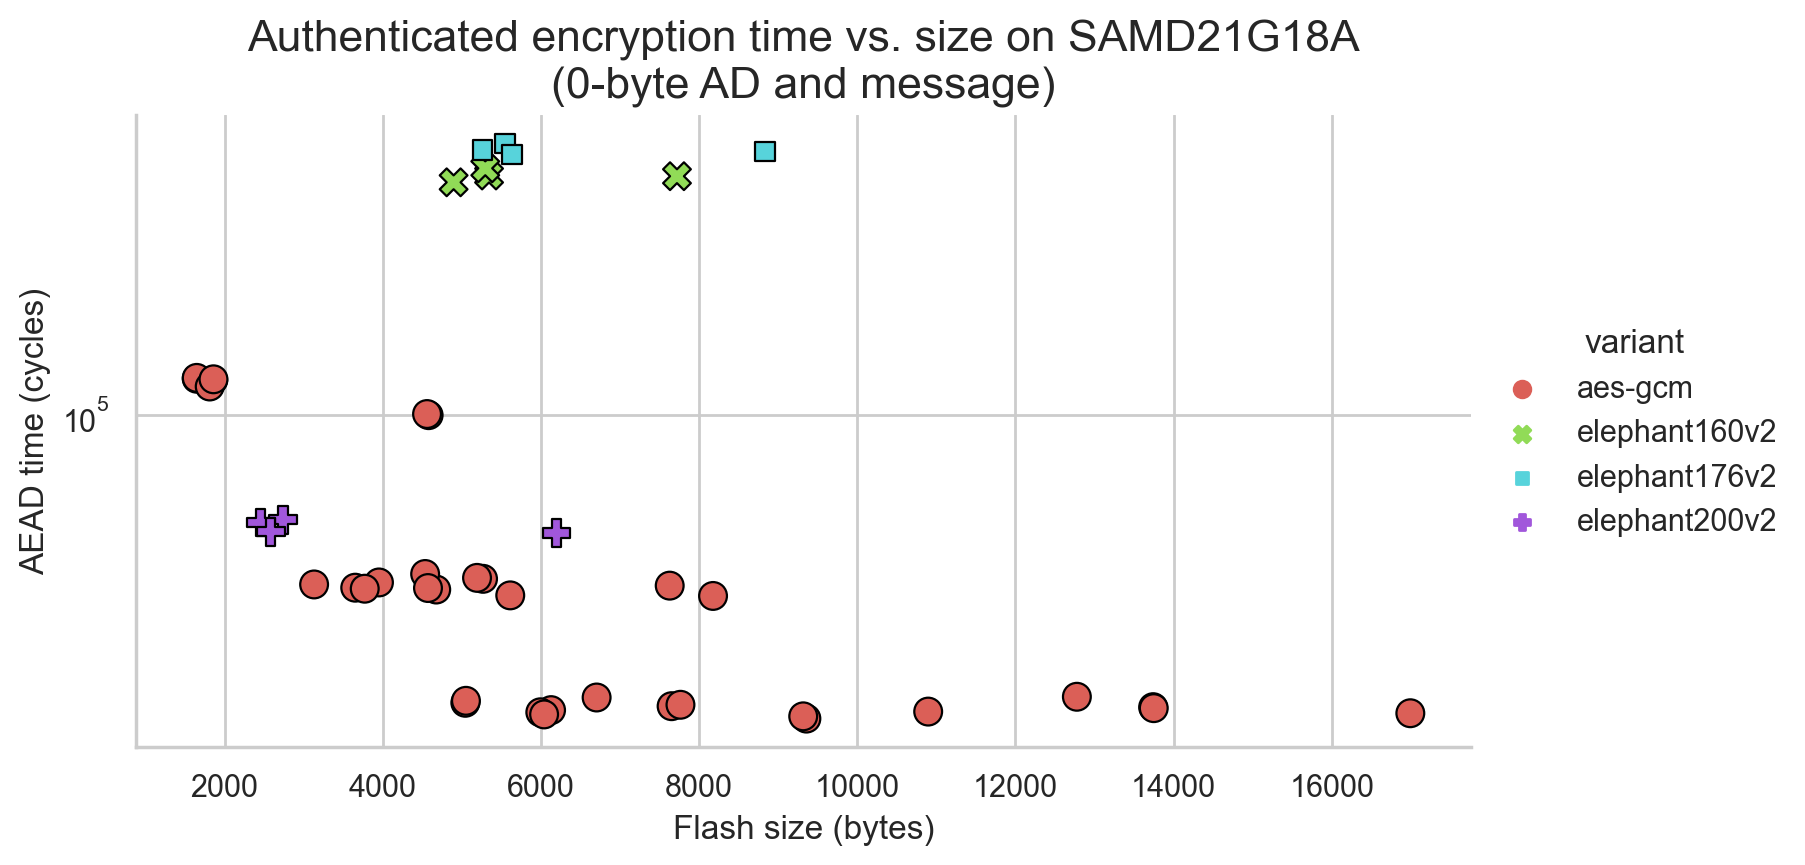 Authenticated encryption time vs. size on SAMD21G18A
(0-byte AD and message)
AEAD time (cycles)
10^5
2000 4000 6000 8000 10000 12000 14000 16000
Flash size (bytes)
variant
aes-gcm
elephant160v2
elephant176v2
elephant200v2